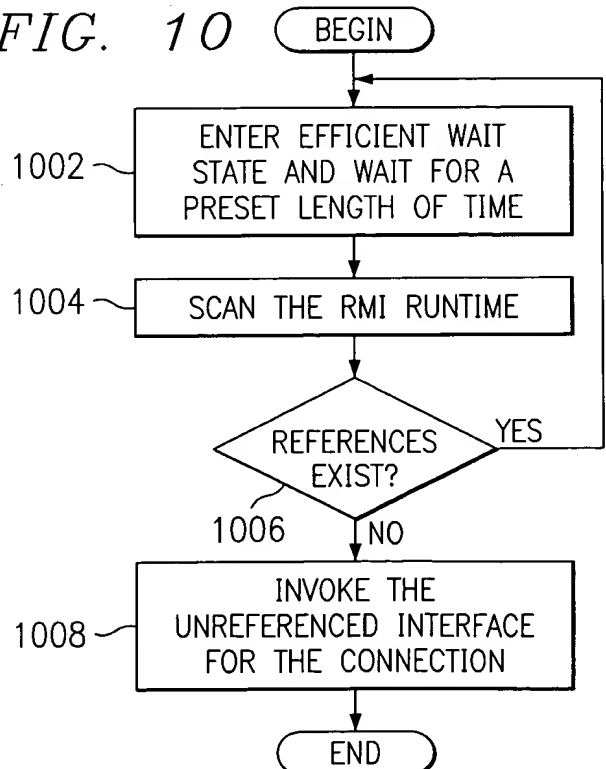 FIG. 10
BEGIN
1002
ENTER EFFICIENT WAIT
STATE AND WAIT FOR A
PRESET LENGTH OF TIME
1004
SCAN THE RMI RUNTIME
REFERENCES
EXIST?
YES
1006
NO
1008
INVOKE THE
UNREFERENCED INTERFACE
FOR THE CONNECTION
END